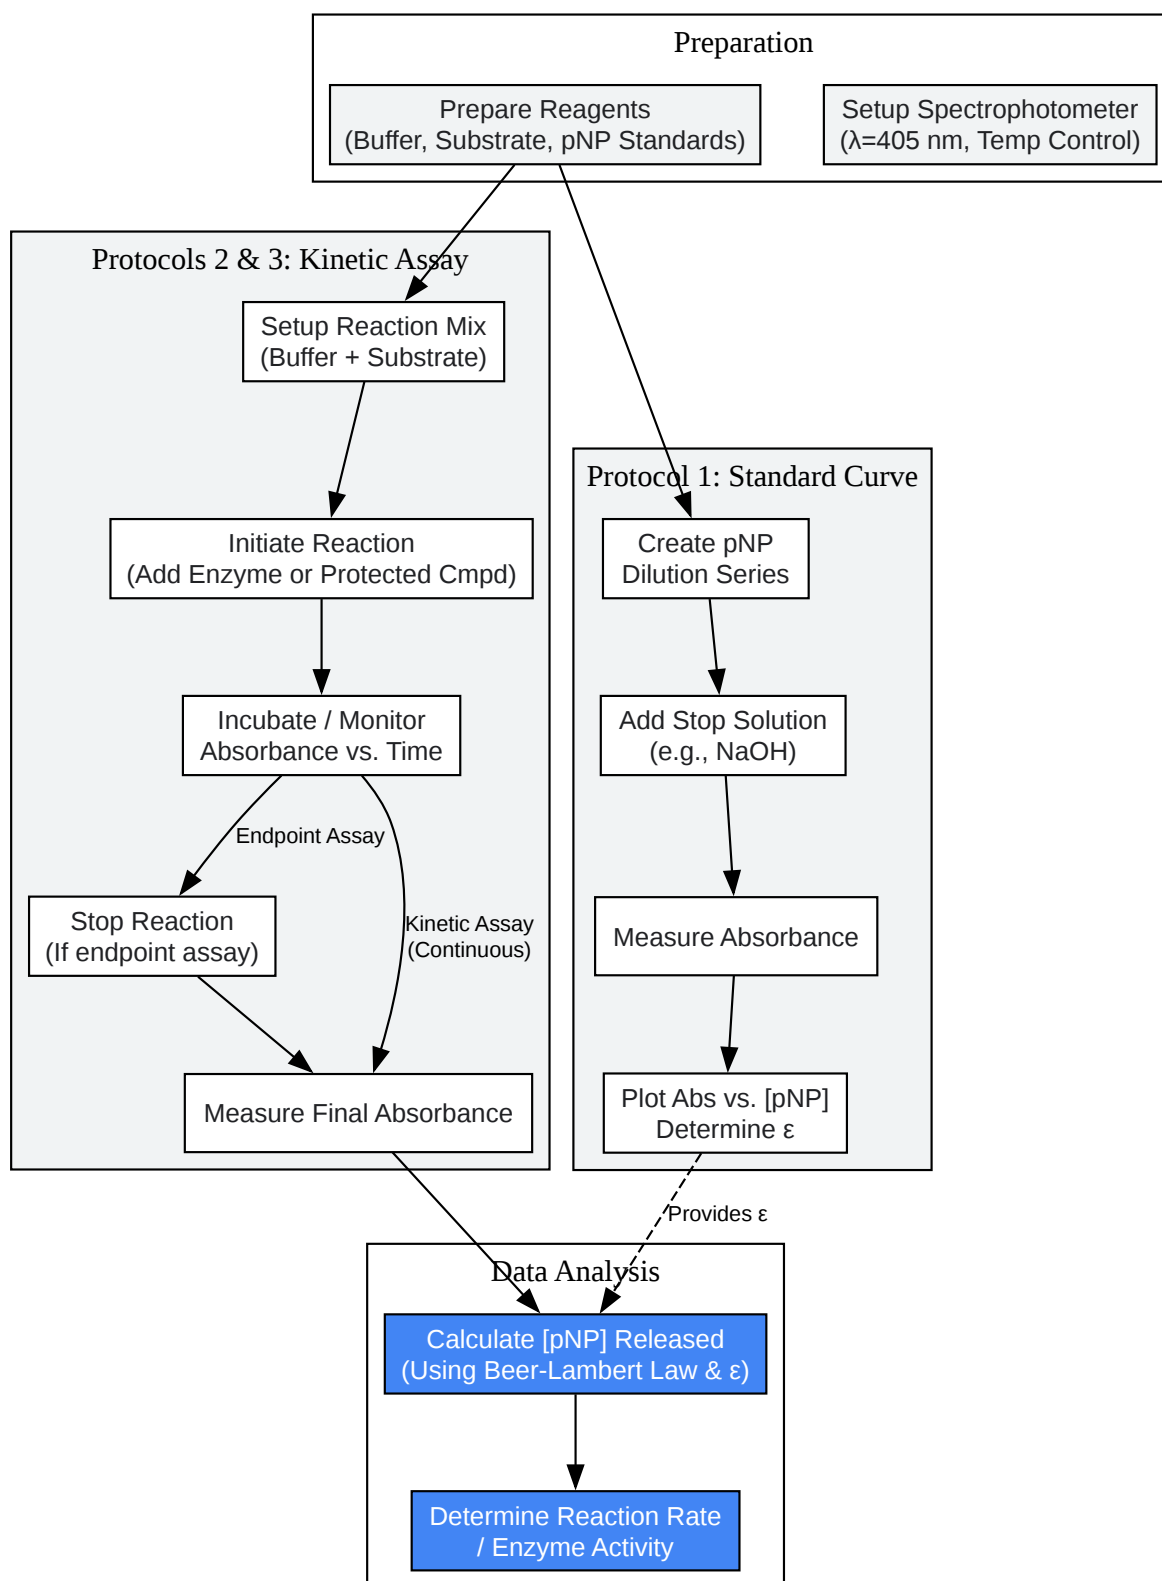 Preparation
Prepare Reagents
(Buffer, Substrate, pNP Standards)
Setup Spectrophotometer
(λ=405 nm, Temp Control)
Protocols 2 & 3: Kinetic Assay
Setup Reaction Mix
(Buffer + Substrate)
Initiate Reaction
(Add Enzyme or Protected Cmpd)
Incubate / Monitor
Absorbance vs. Time
Endpoint Assay
Kinetic Assay
(Continuous)
Stop Reaction
(If endpoint assay)
Measure Final Absorbance
Protocol 1: Standard Curve
Create pNP
Dilution Series
Add Stop Solution
(e.g., NaOH)
Measure Absorbance
Plot Abs vs. [pNP]
Determine ε
Provides ε
Data Analysis
Calculate [pNP] Released
(Using Beer-Lambert Law & ε)
Determine Reaction Rate
/ Enzyme Activity